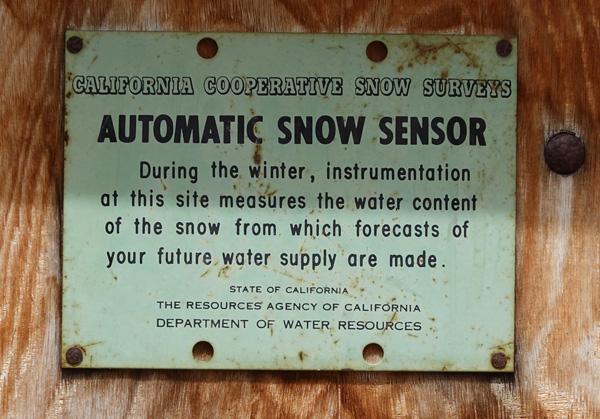 CALIFORNIA COOPERATIVE SNOW SURVEYS
AUTOMATIC SNOW SENSOR
During the winter, instrumentation
at this site measures the water content
of the snow from which forecasts of
your future water supply are made.
STATE OF CALIFORNIA
THE RESOURCES AGENCY OF CALIFORNIA
DEPARTMENT OF WATER RESOURCES